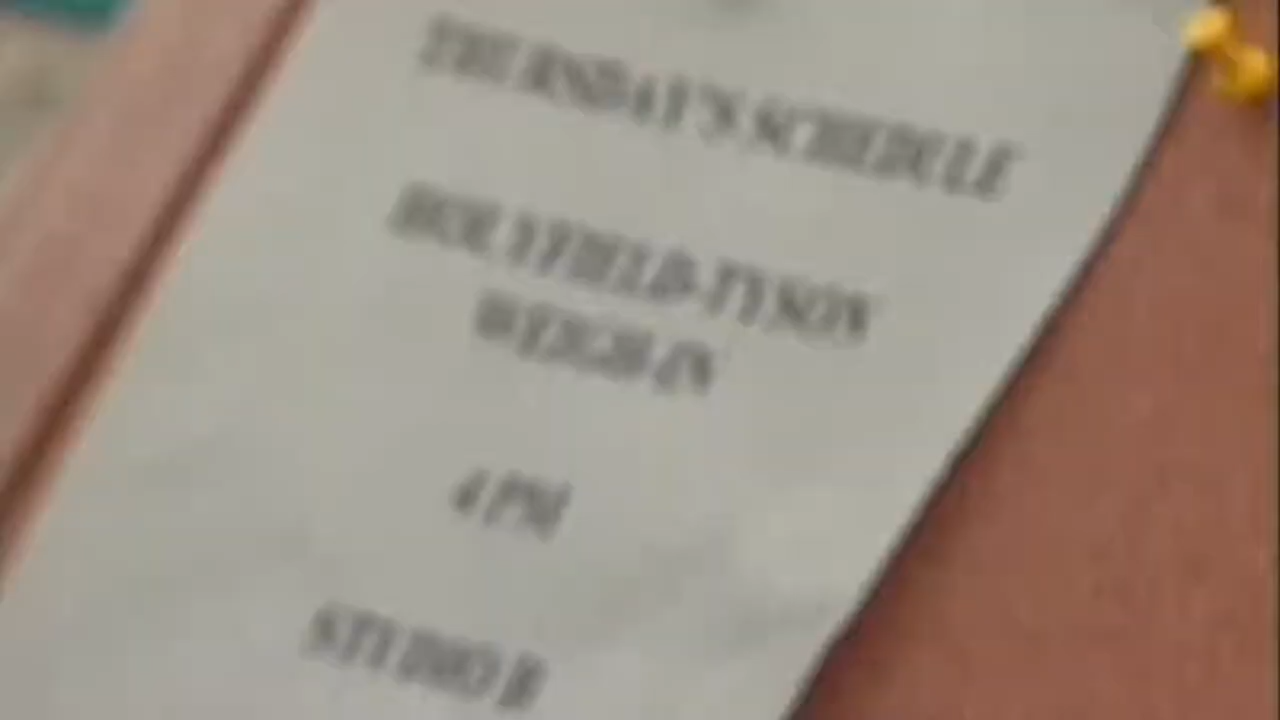 THURSDAY'S SCHEDULE
HOLYFIELD-TYSON
WEIGH-IN
4 PM
STUDIO B